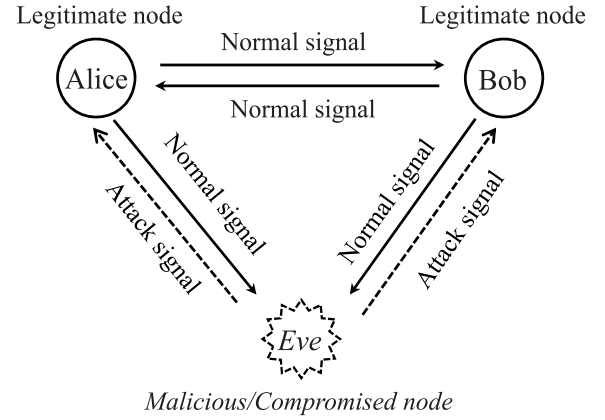 Legitimate node
Legitimate node
Normal signal
Alice
Bob
Normal signal
Normal signal
Attack signal
Normal signal
Attack signal
Eve
Malicious/Compromised node